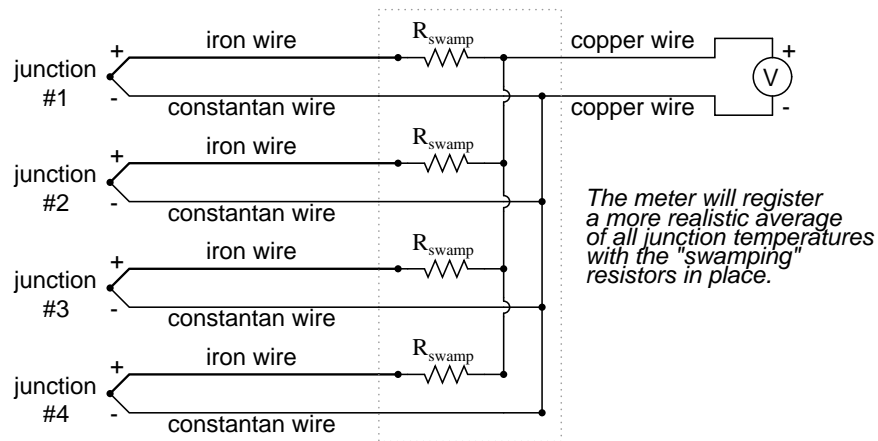 R swamp
iron wire
copper wire
+
+
junction
#1
V
-
-
constantan wire
copper wire
R swamp
iron wire
+
junction
#2
-
constantan wire
The meter will register
a more realistic average
of all junction temperatures
with the "swamping"
resistors in place.
R swamp
iron wire
+
junction
#3
-
constantan wire
R swamp
iron wire
+
junction
#4
-
constantan wire